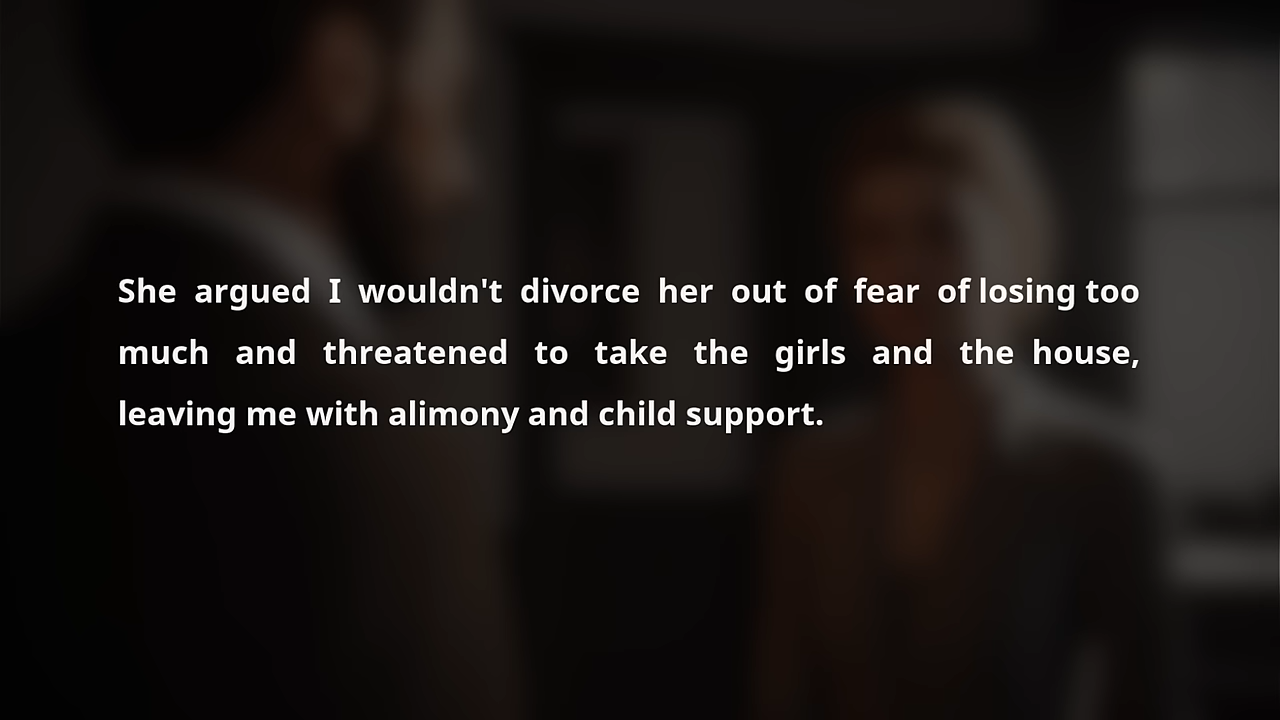 She argued I wouldn't divorce her out of fear of losing too
much and threatened to take the girls and the house,
leaving me with alimony and child support.